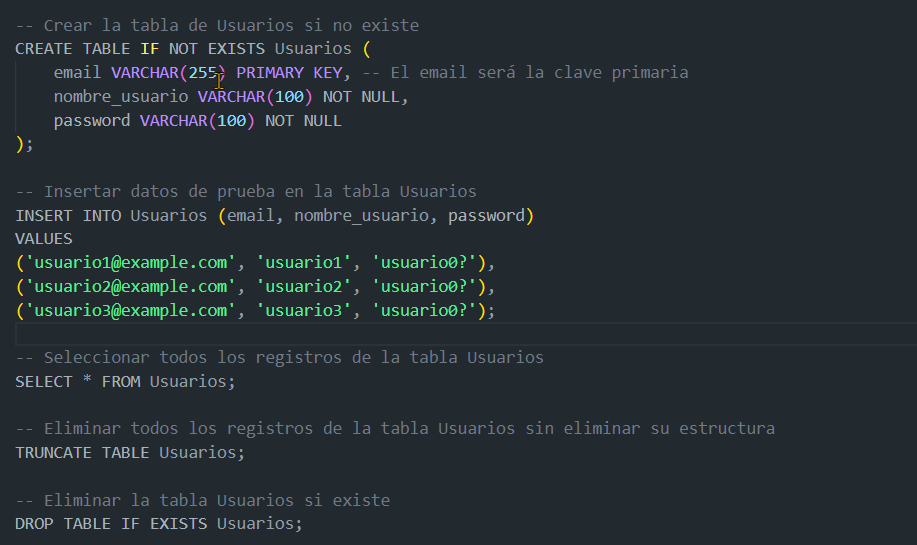 -- Crear la tabla de Usuarios si no existe
CREATE TABLE IF NOT EXISTS Usuarios (
    email VARCHAR(255) PRIMARY KEY, -- El email será la clave primaria
    nombre_usuario VARCHAR(100) NOT NULL,
    password VARCHAR(100) NOT NULL
);

-- Insertar datos de prueba en la tabla Usuarios
INSERT INTO Usuarios (email, nombre_usuario, password)
VALUES
('usuario1@example.com', 'usuario1', 'usuario0?'),
('usuario2@example.com', 'usuario2', 'usuario0?'),
('usuario3@example.com', 'usuario3', 'usuario0?');

-- Seleccionar todos los registros de la tabla Usuarios
SELECT * FROM Usuarios;

-- Eliminar todos los registros de la tabla Usuarios sin eliminar su estructura
TRUNCATE TABLE Usuarios;

-- Eliminar la tabla Usuarios si existe
DROP TABLE IF EXISTS Usuarios;